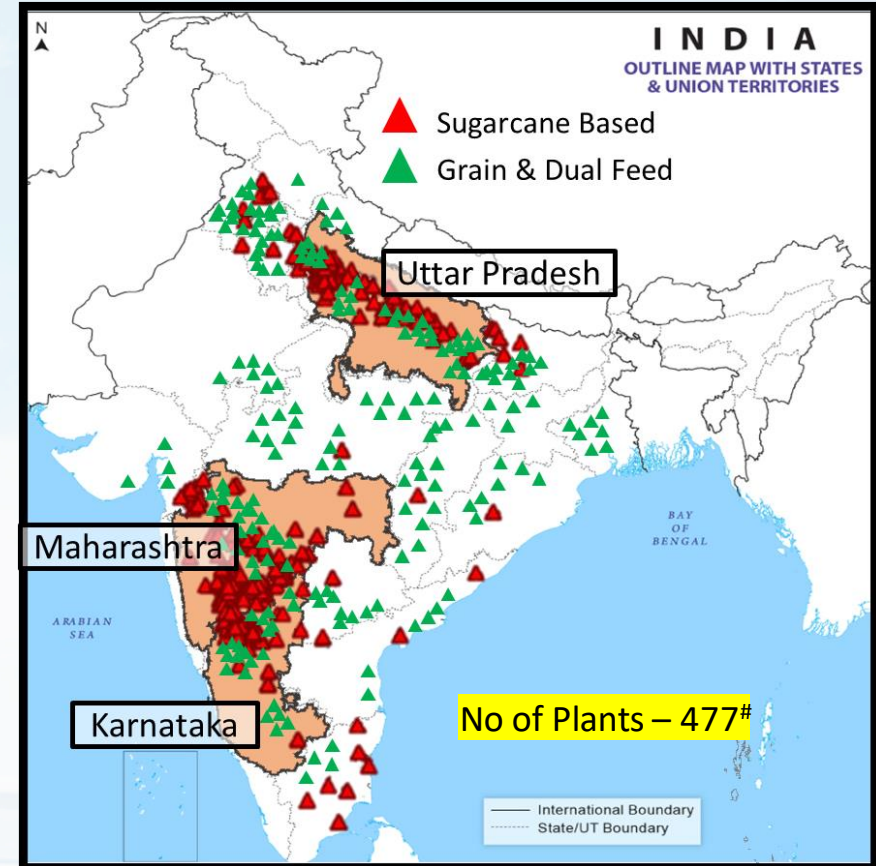 N
INDIA
OUTLINE MAP WITH STATES
& UNION TERRITORIES
Sugarcane Based
Grain & Dual Feed
Uttar Pradesh
BAY
OF
BENGAL
Maharashtra
ARABIAN
SEA
Karnataka
No of Plants – 477#
International Boundary
State/UT Boundary